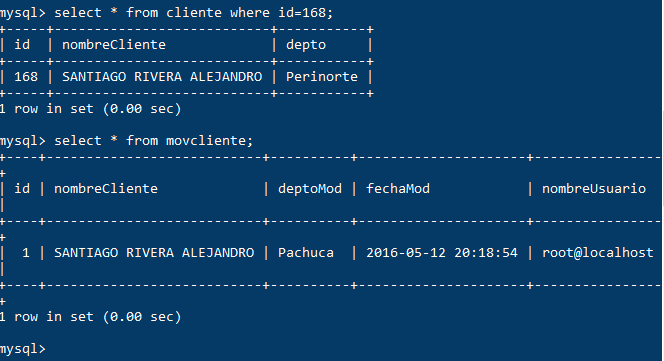 mysql> select * from cliente where id=168;
+-----+---------------------------+-----------+
| id  | nombreCliente             | depto     |
+-----+---------------------------+-----------+
| 168 | SANTIAGO RIVERA ALEJANDRO | Perinorte |
+-----+---------------------------+-----------+
1 row in set (0.00 sec)
mysql> select * from movcliente;
+----+---------------------------+----------+---------------------+----------------
+
| id | nombreCliente             | deptoMod | fechaMod            | nombreUsuario
|
+----+---------------------------+----------+---------------------+----------------
+
|  1 | SANTIAGO RIVERA ALEJANDRO | Pachuca  | 2016-05-12 20:18:54 | root@localhost
|
+----+---------------------------+----------+---------------------+----------------
+
1 row in set (0.00 sec)
mysql>